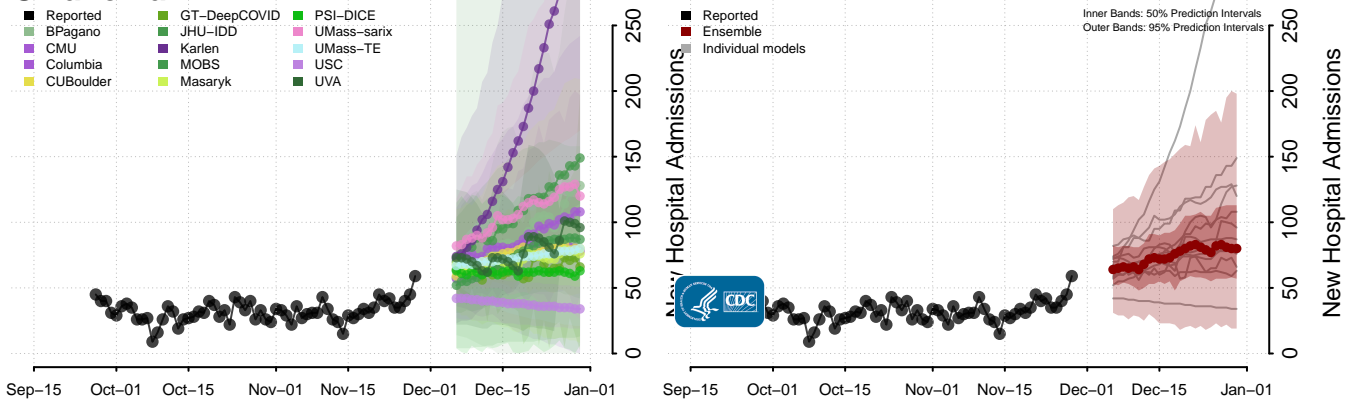 Reported
BPagano
CMU
Columbia
CUBoulder
GT−DeepCOVID
JHU−IDD
Karlen
MOBS
Masaryk
PSI−DICE
UMass−sarix
UMass−TE
USC
UVA
0
50
100
150
200
250
New Hospital Admissions
Sep−15
Oct−01
Oct−15
Nov−01
Nov−15
Dec−01
Dec−15
Jan−01
Reported
Ensemble
Individual models
Inner Bands: 50% Prediction Intervals
Outer Bands: 95% Prediction Intervals
CDC
0
50
100
150
200
250
New Hospital Admissions
Sep−15
Oct−01
Oct−15
Nov−01
Nov−15
Dec−01
Dec−15
Jan−01